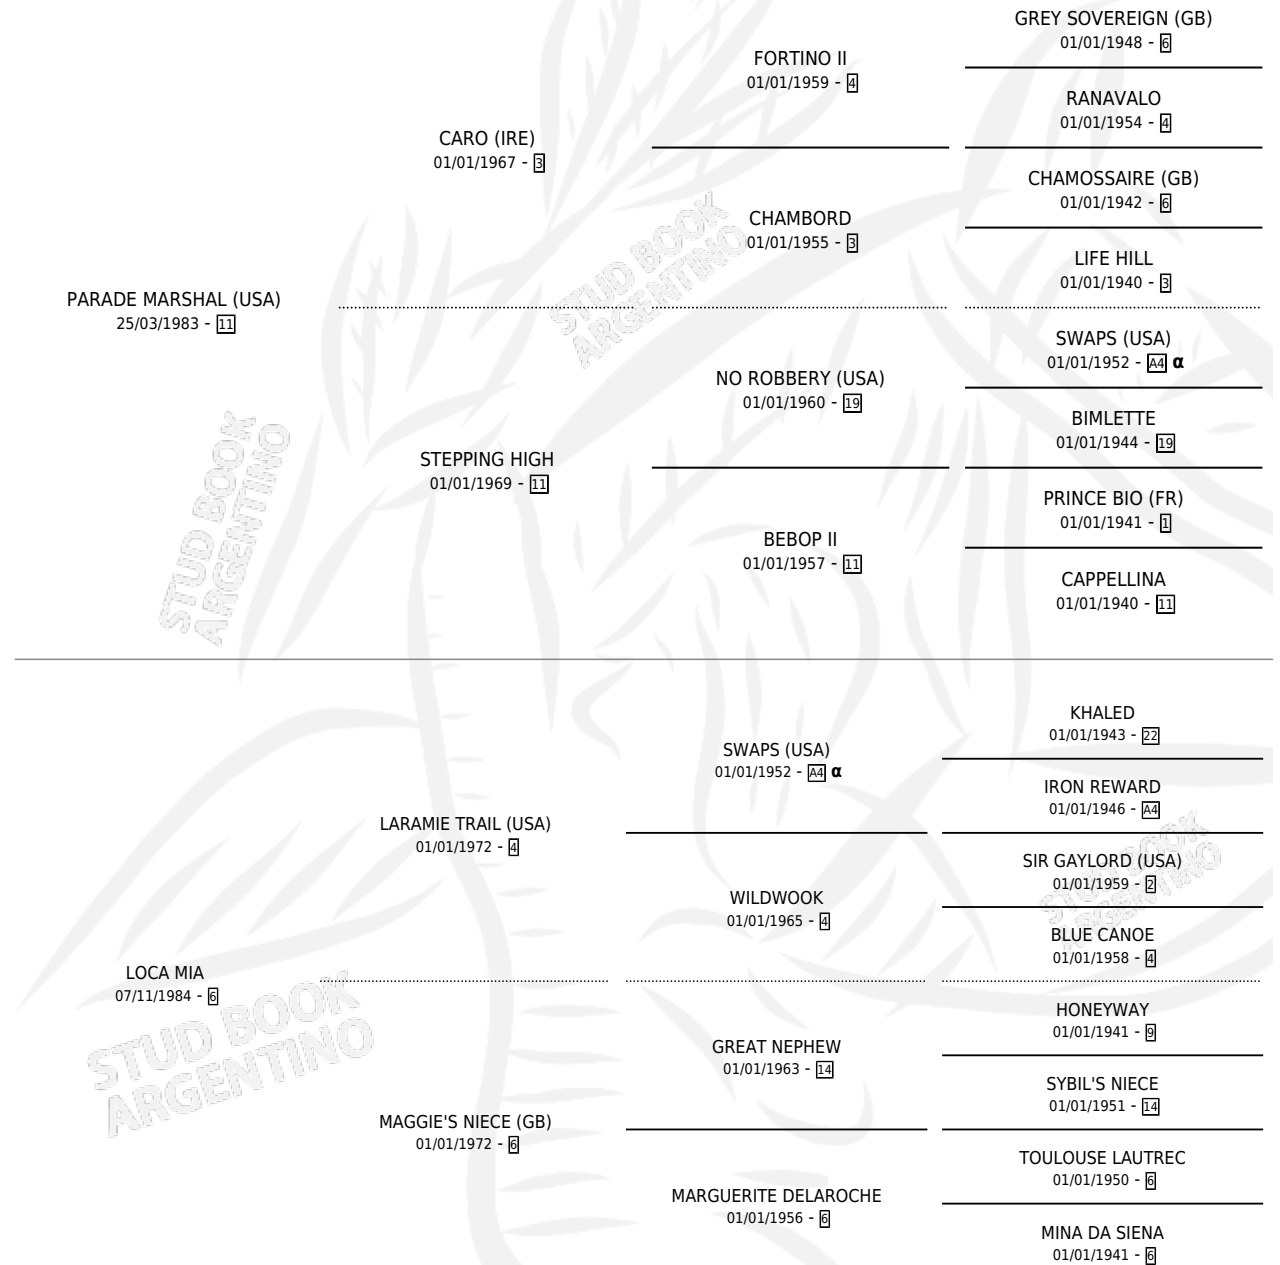 GREY SOVEREIGN (GB)
01/01/1948 - 6
FORTINO II
01/01/1959 - 4
RANAVALO
01/01/1954 - 4
CARO (IRE)
01/01/1967 - 3
CHAMOSSAIRE (GB)
01/01/1942 - 6
CHAMBORD
01/01/1955 - 3
LIFE HILL
01/01/1940 - 3
PARADE MARSHAL (USA)
25/03/1983 - 11
SWAPS (USA)
01/01/1952 - A4 α
NO ROBBERY (USA)
01/01/1960 - 19
BIMLETTE
01/01/1944 - 19
STEPPING HIGH
01/01/1969 - 11
PRINCE BIO (FR)
01/01/1941 - 1
BEBOP II
01/01/1957 - 11
CAPPELLINA
01/01/1940 - 11
KHALED
01/01/1943 - 22
SWAPS (USA)
01/01/1952 - A4 α
IRON REWARD
01/01/1946 - A4
LARAMIE TRAIL (USA)
01/01/1972 - 4
SIR GAYLORD (USA)
01/01/1959 - 2
WILDWOOK
01/01/1965 - 4
BLUE CANOE
01/01/1958 - 4
LOCA MIA
07/11/1984 - 6
HONEYWAY
01/01/1941 - 9
GREAT NEPHEW
01/01/1963 - 14
SYBIL'S NIECE
01/01/1951 - 14
MAGGIE'S NIECE (GB)
01/01/1972 - 6
TOULOUSE LAUTREC
01/01/1950 - 6
MARGUERITE DELAROCHE
01/01/1956 - 6
MINA DA SIENA
01/01/1941 - 6
STUD BOOK
ARGENTINO
STUD BOOK
ARGENTINO
STUD BOOK
ARGENTINO
STUD BOOK
ARGENTINO